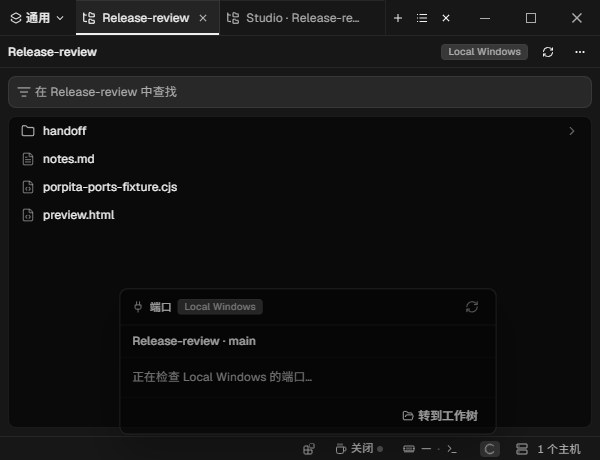 通用 Release-review Studio · Release-re...
Release-review Local Windows
在 Release-review 中查找
handoff
notes.md
porpita-ports-fixture.cjs
preview.html
端口 Local Windows
Release-review · main
正在检查 Local Windows 的端口...
转到工作树
关闭 1 个主机